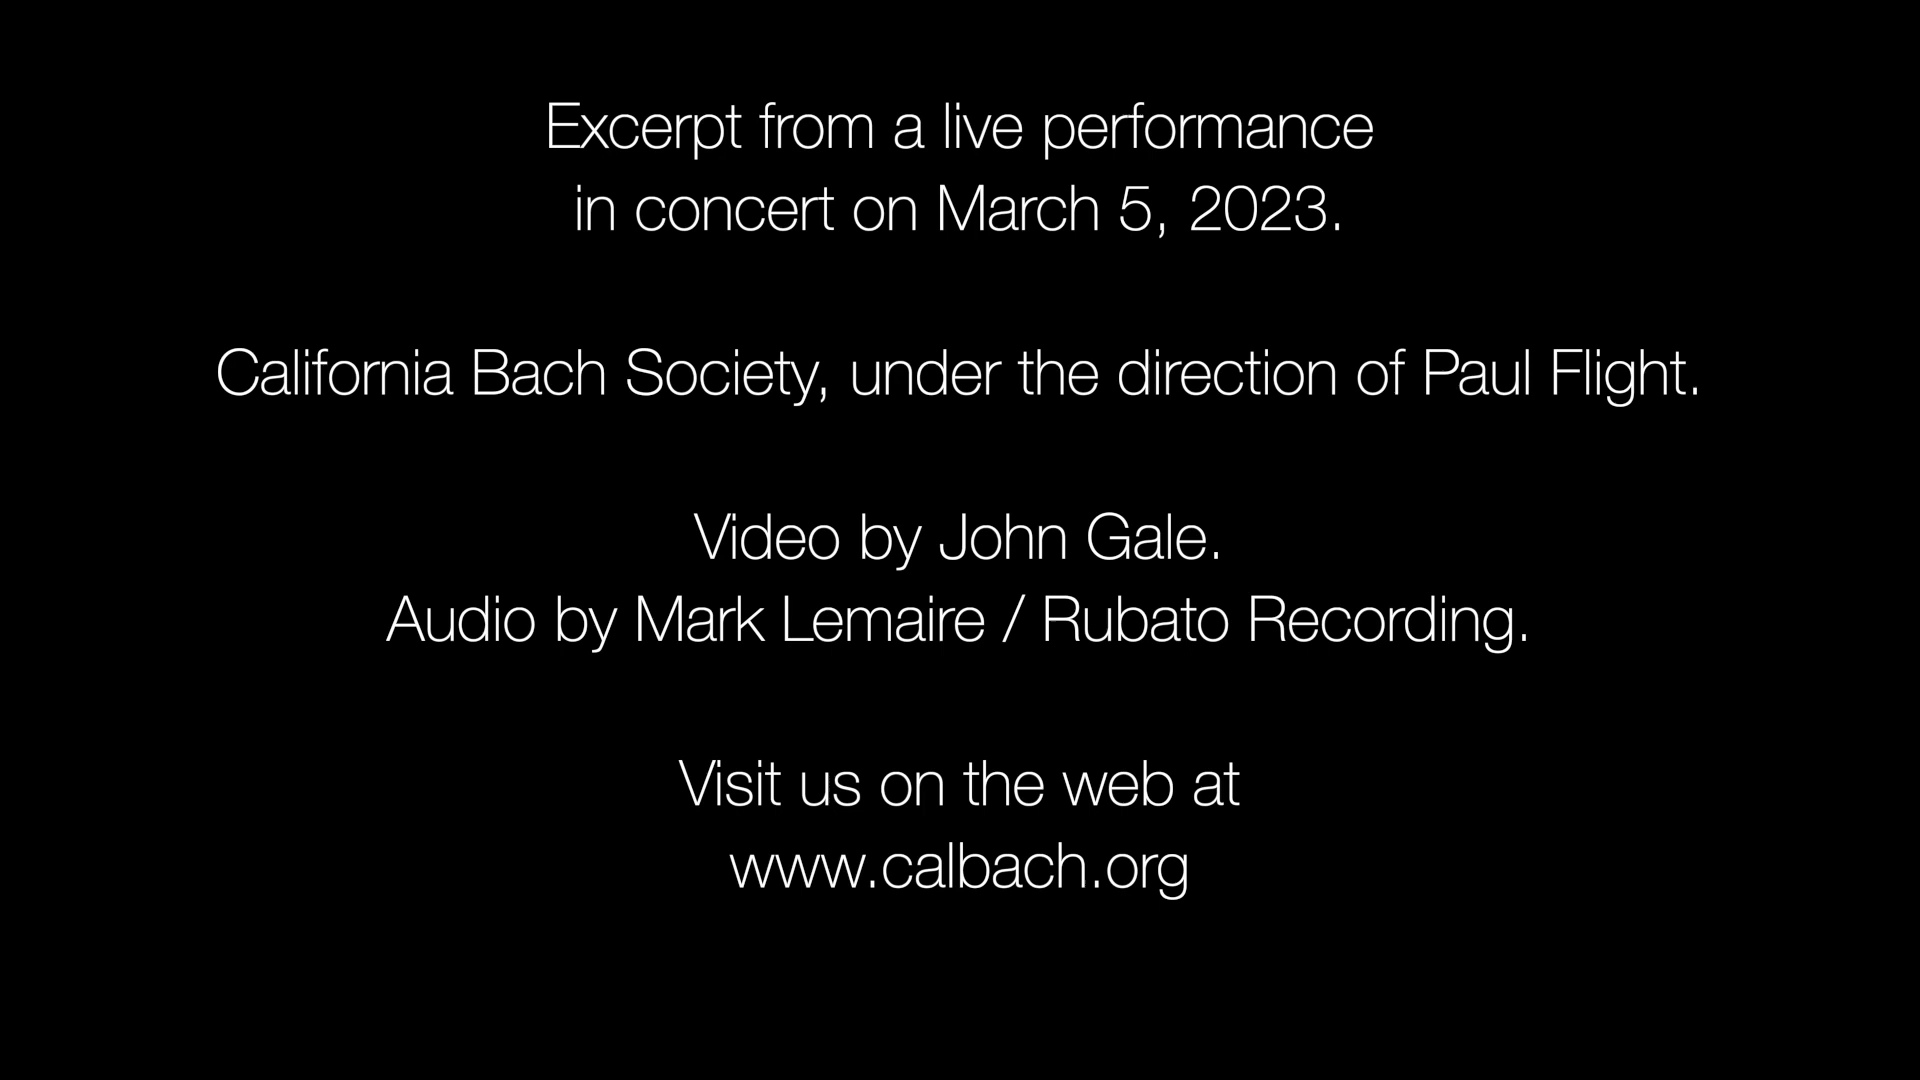 Excerpt from a live performance
in concert on March 5, 2023.
California Bach Society, under the direction of Paul Flight.
Video by John Gale.
Audio by Mark Lemaire / Rubato Recording.
Visit us on the web at
www.calbach.org